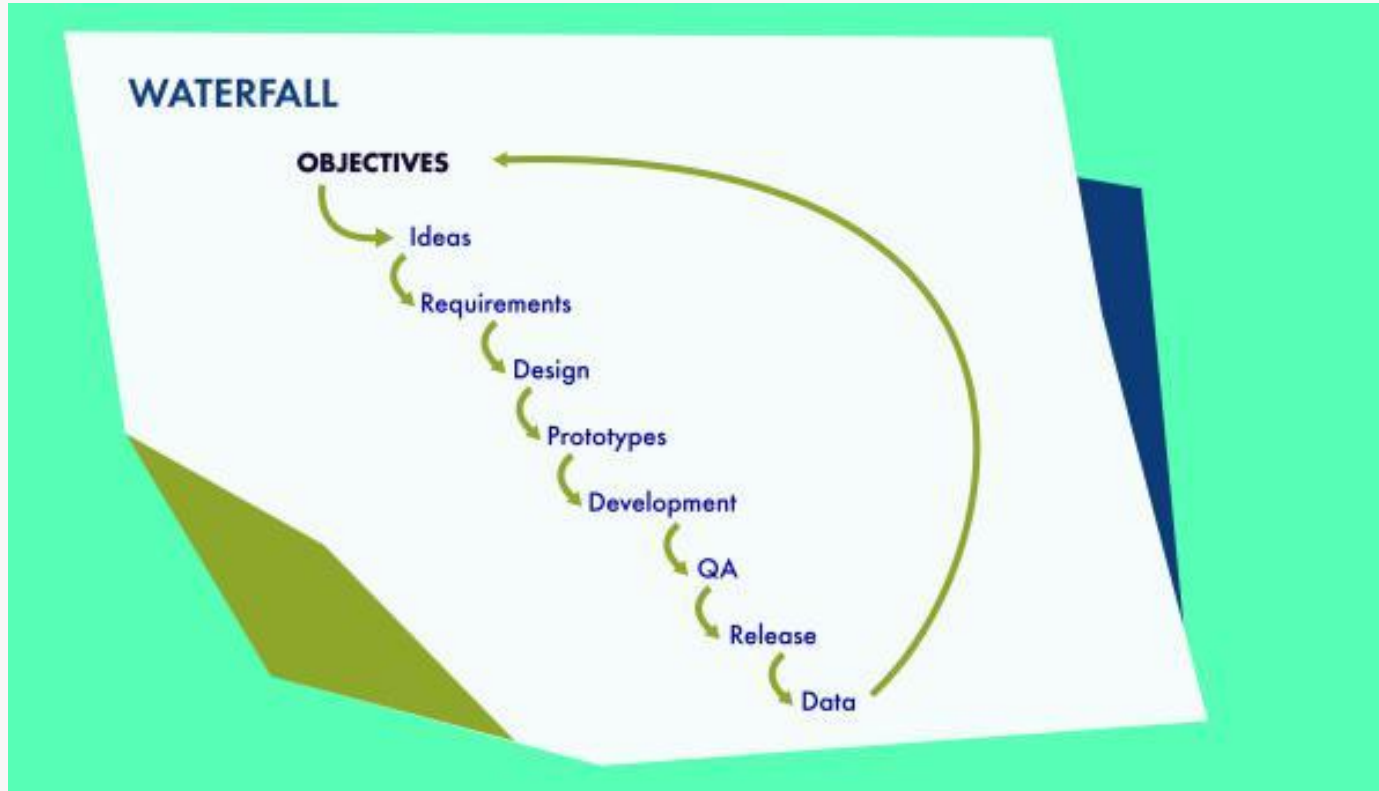 WATERFALL
OBJECTIVES
Ideas
Requirements
Design
Prototypes
Development
QA
Release
Data